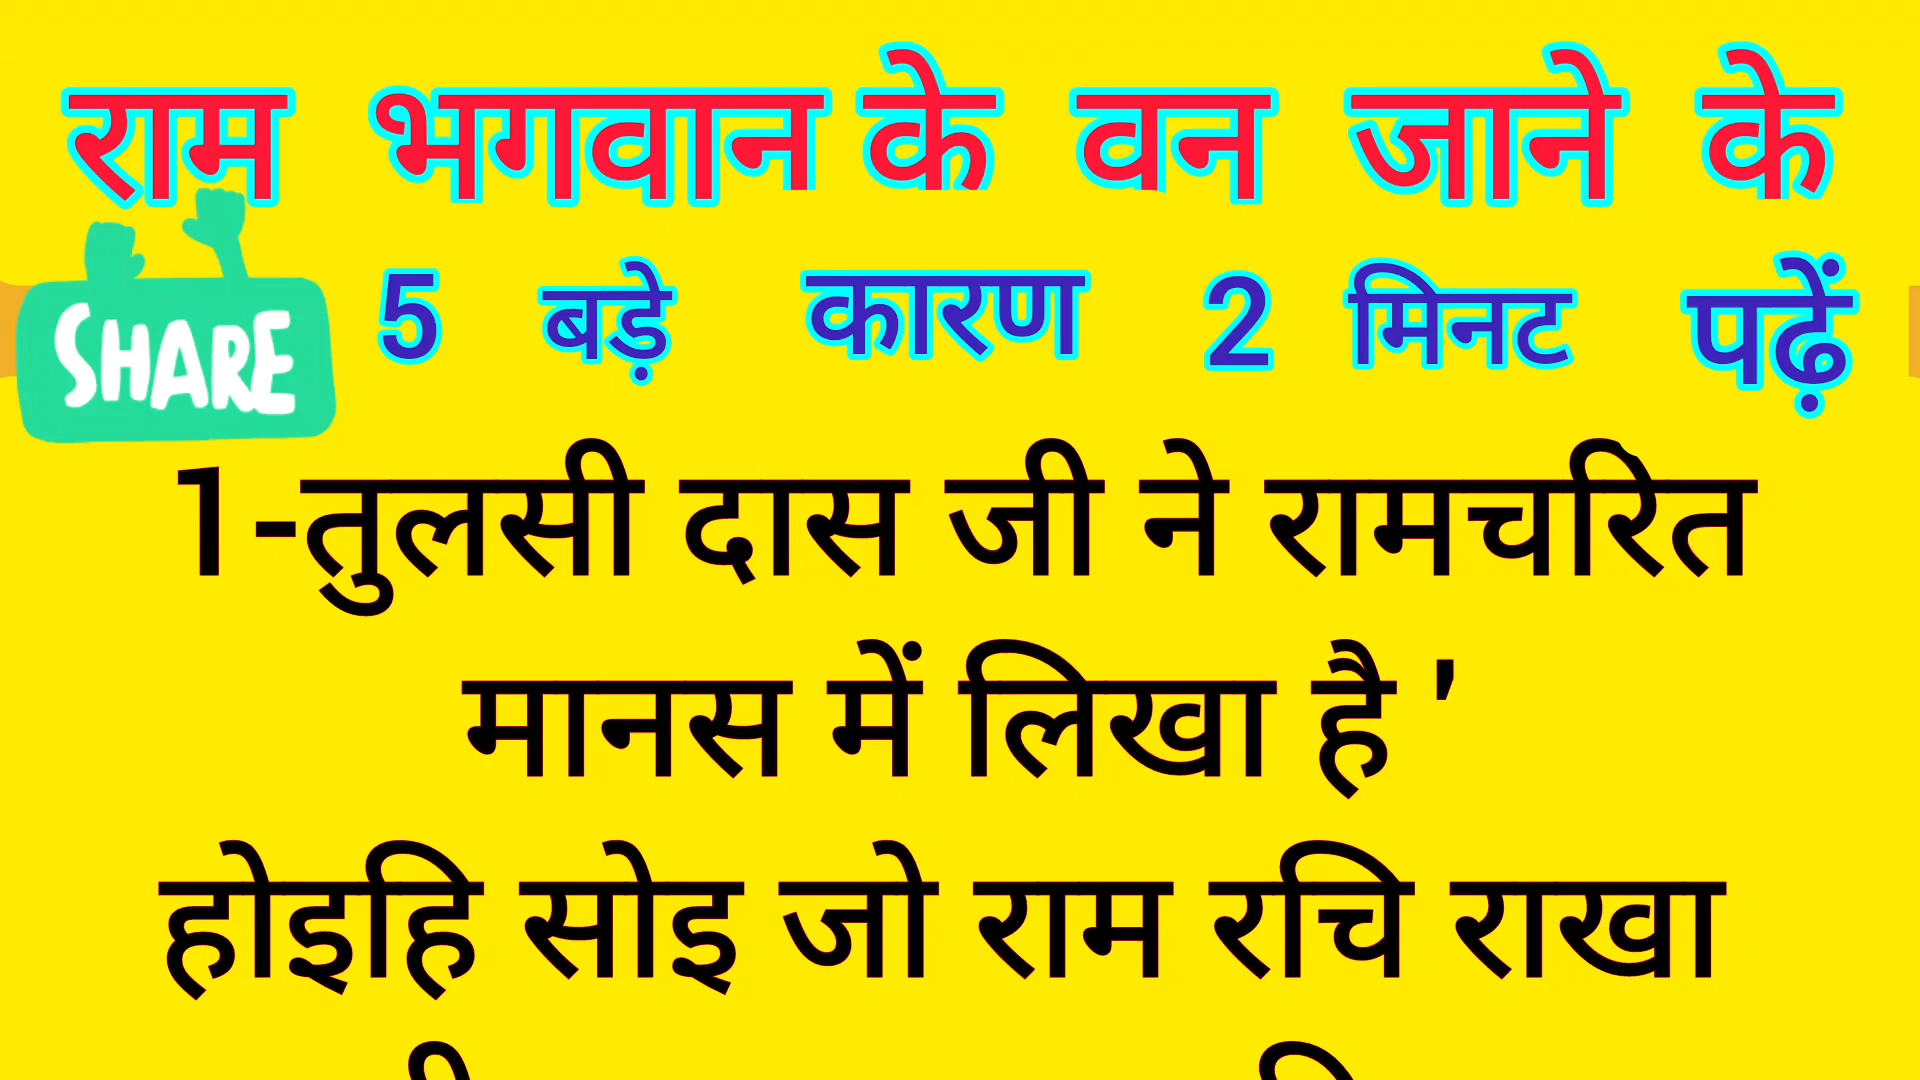 राम भगवान के वन जाने के
SHARE
5 बड़े कारण 2 मिनट पढ़ें
1-तुलसी दास जी ने रामचरित
मानस में लिखा है '
होइहि सोइ जो राम रचि राखा